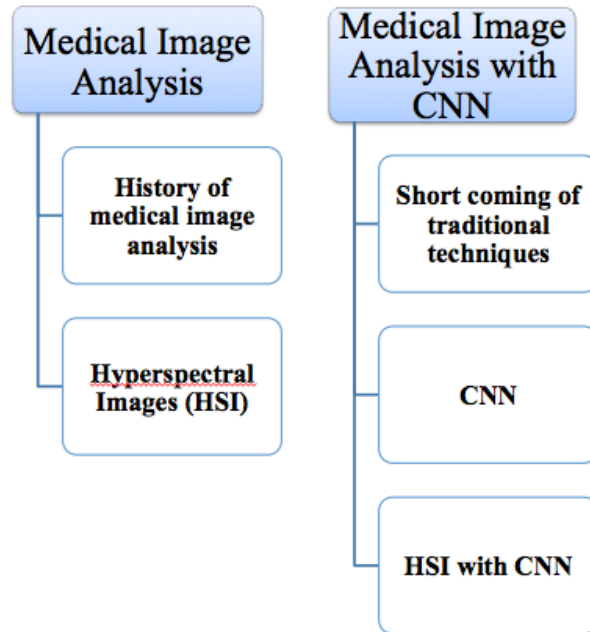 Medical Image
Analysis
History of
medical image
analysis
Hyperspectral
Images (HSI)
Medical Image
Analysis with
CNN
Short coming of
traditional
techniques
CNN
HSI with CNN